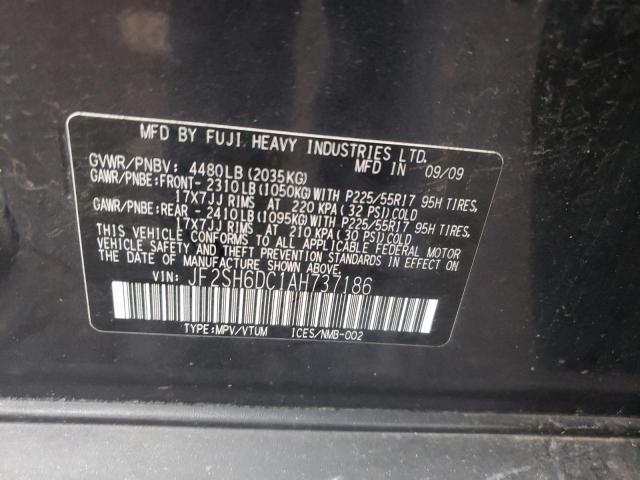 MFD BY FUJI HEAVY INDUSTRIES LTD.
GVWR/PNBV: 4480LB(2035KG) MFD IN 09/09
GAWR/PNBE:FRONT- 2310LB(1050KG)WITH P225/55R17 95H TIRES,
17X7JJ RIMS AT 220 KPA(32 PSI)COLD
GAWR/PNBE:REAR - 2410LB(1095KG)WITH P225/55R17 95H TIRES,
17X7JJ RIMS AT 210 KPA(30 PSI)COLD
THIS VEHICLE CONFORMS TO ALL APPLICABLE FEDERAL MOTOR
VEHICLE SAFETY AND THEFT PREVENTION STANDARDS IN EFFECT ON
THE DATE OF MANUFACTURE SHOWN ABOVE.
VIN: JF2SH6DC1AH737186
TYPE:MPV/VTUM ICES/NMB-002